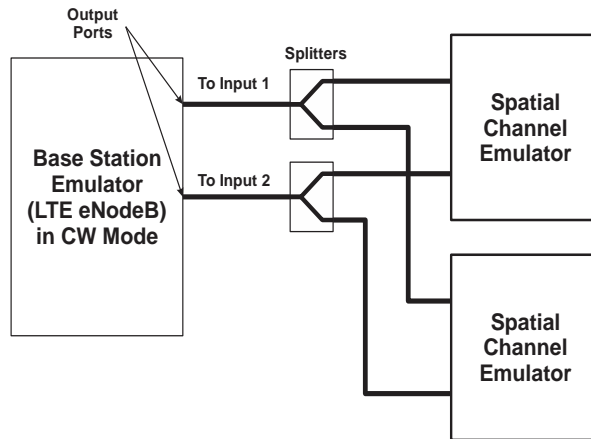 Output
Ports
Splitters
To Input 1
To Input 2
Base Station
Emulator
(LTE eNodeB)
in CW Mode
Spatial
Channel
Emulator
Spatial
Channel
Emulator